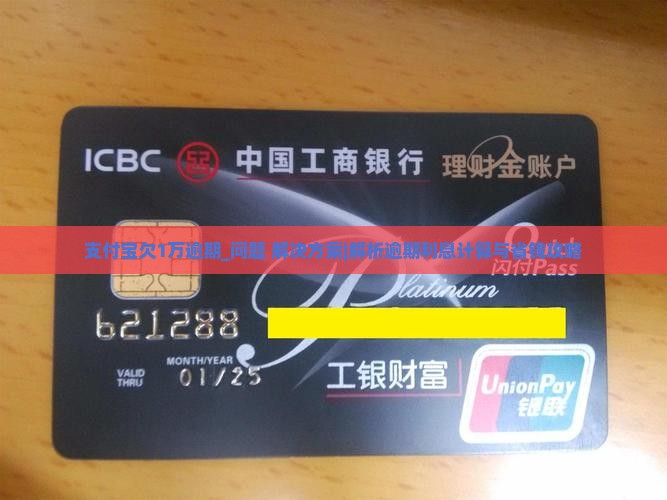 ICBC 中国工商银行 理财金账户
支付宝欠1万逾期_问题 解决方案|解析逾期利息计算与省钱攻略
闪付Pass
Platinum
621288
MONTH/YEAR
VALID THRU 01/25
工银财富
UnionPay
银联